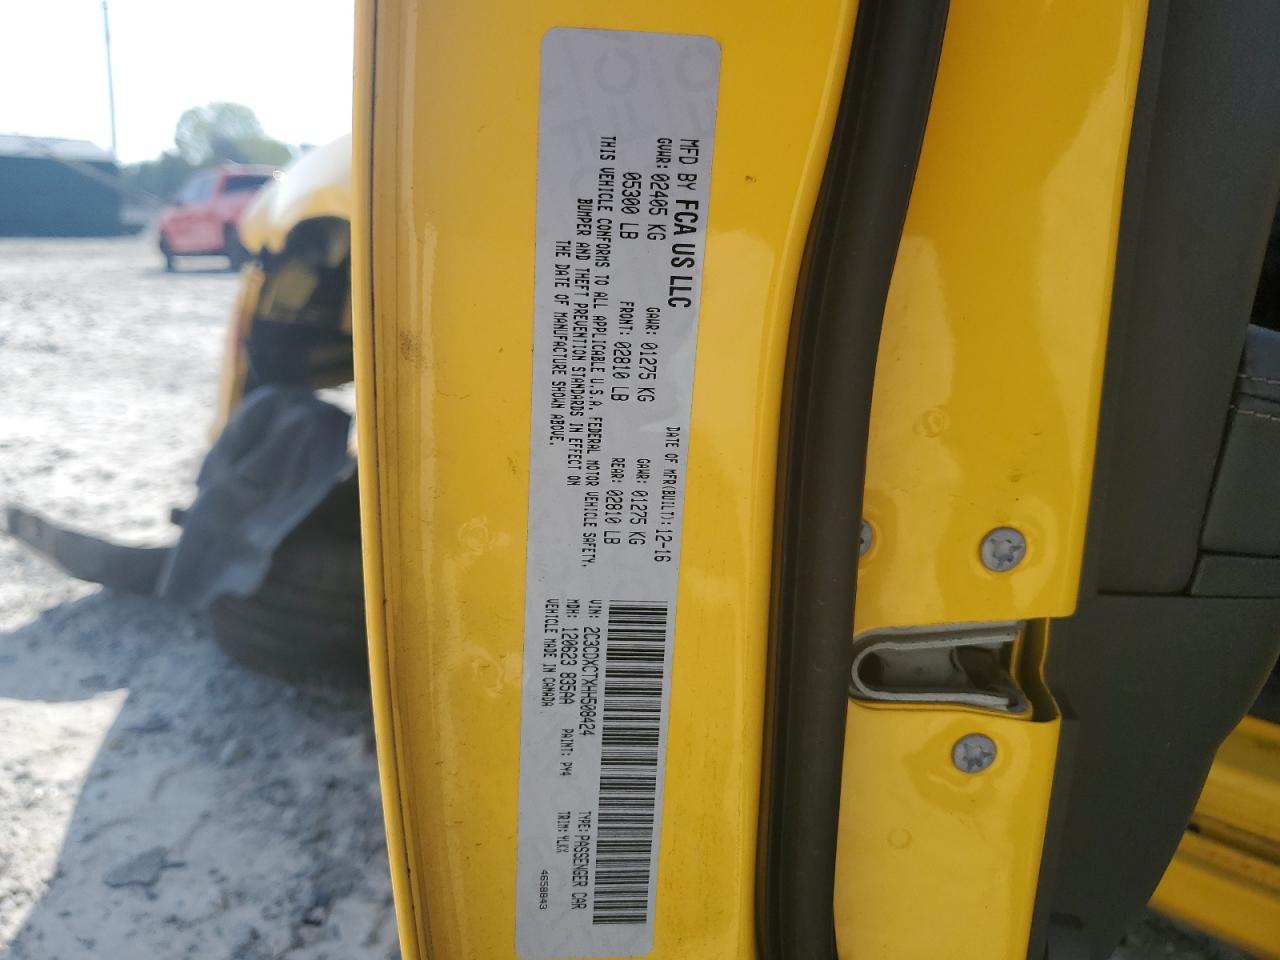 MFD BY FCA US LLC
DATE OF MFR(BUILT): 12-16
GVWR: 02405 KG GAWR: 01275 KG GAWR: 01275 KG
05300 LB FRONT: 02810 LB REAR: 02810 LB
THIS VEHICLE CONFORMS TO ALL APPLICABLE U.S.A. FEDERAL MOTOR VEHICLE SAFETY,
BUMPER AND THEFT PREVENTION STANDARDS IN EFFECT ON
THE DATE OF MANUFACTURE SHOWN ABOVE.
VIN: 2C3CDXCTXHH508424 TYPE: PASSENGER CAR
MDH: 120623 835AA PAINT: PY4 TRIM: YLKX
VEHICLE MADE IN CANADA
4658843